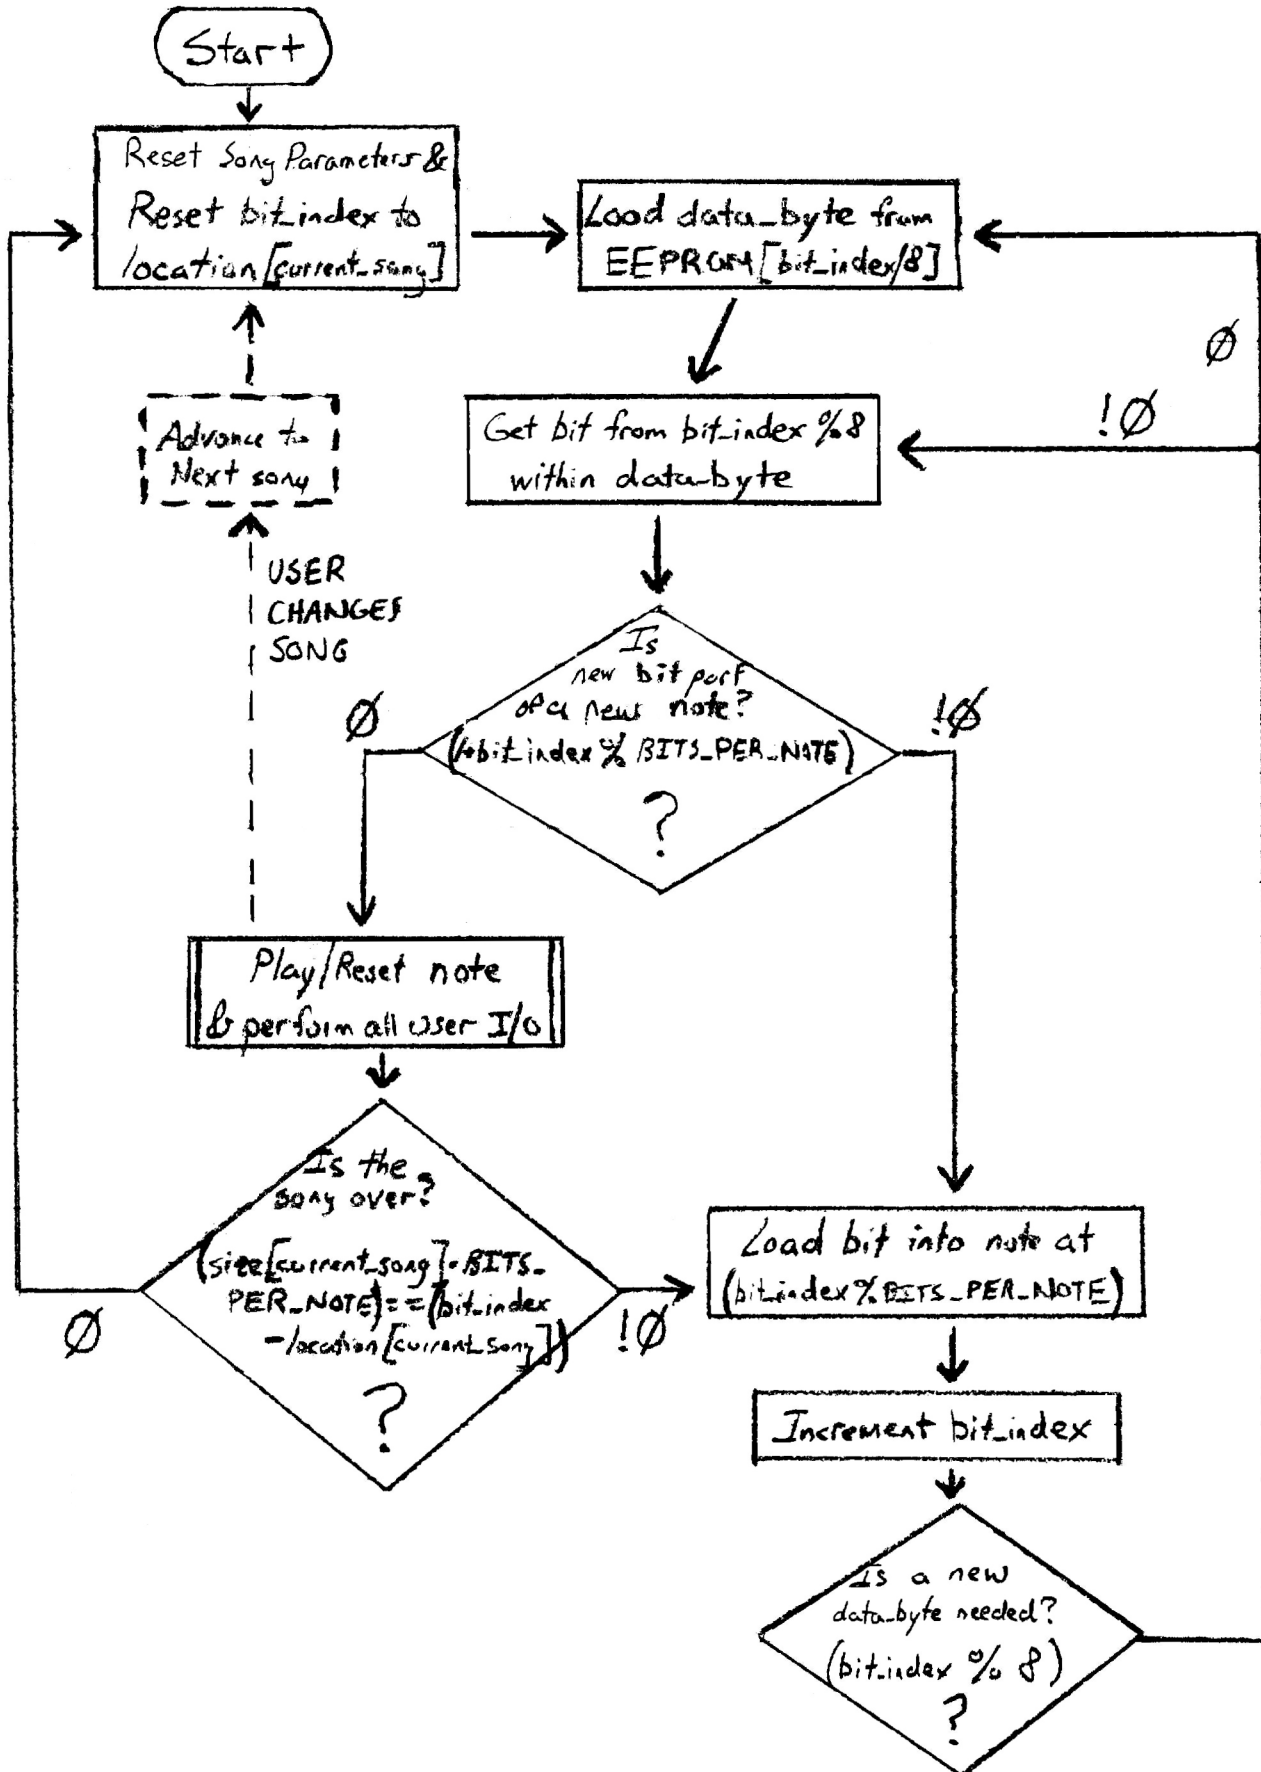 Start
Reset Song Parameters &
Reset bit_index to
location[current_song]
Load data_byte from
EEPROM[bit_index/8]
Ø
!Ø
Get bit from bit_index % 8
within data_byte
Advance to
Next song
USER
CHANGES
SONG
Is
new bit part
of a new note?
bit_index % BITS_PER_NOTE)
?
Ø
!Ø
Play/Reset note
& perform all user I/O
Is the
song over?
(size[current_song]*BITS_
PER_NOTE)==(bit_index
-location[current_song])
?
Ø
!Ø
Load bit into note at
(bit_index%BITS_PER_NOTE)
Increment bit_index
Is a new
data_byte needed?
(bit_index % 8)
?